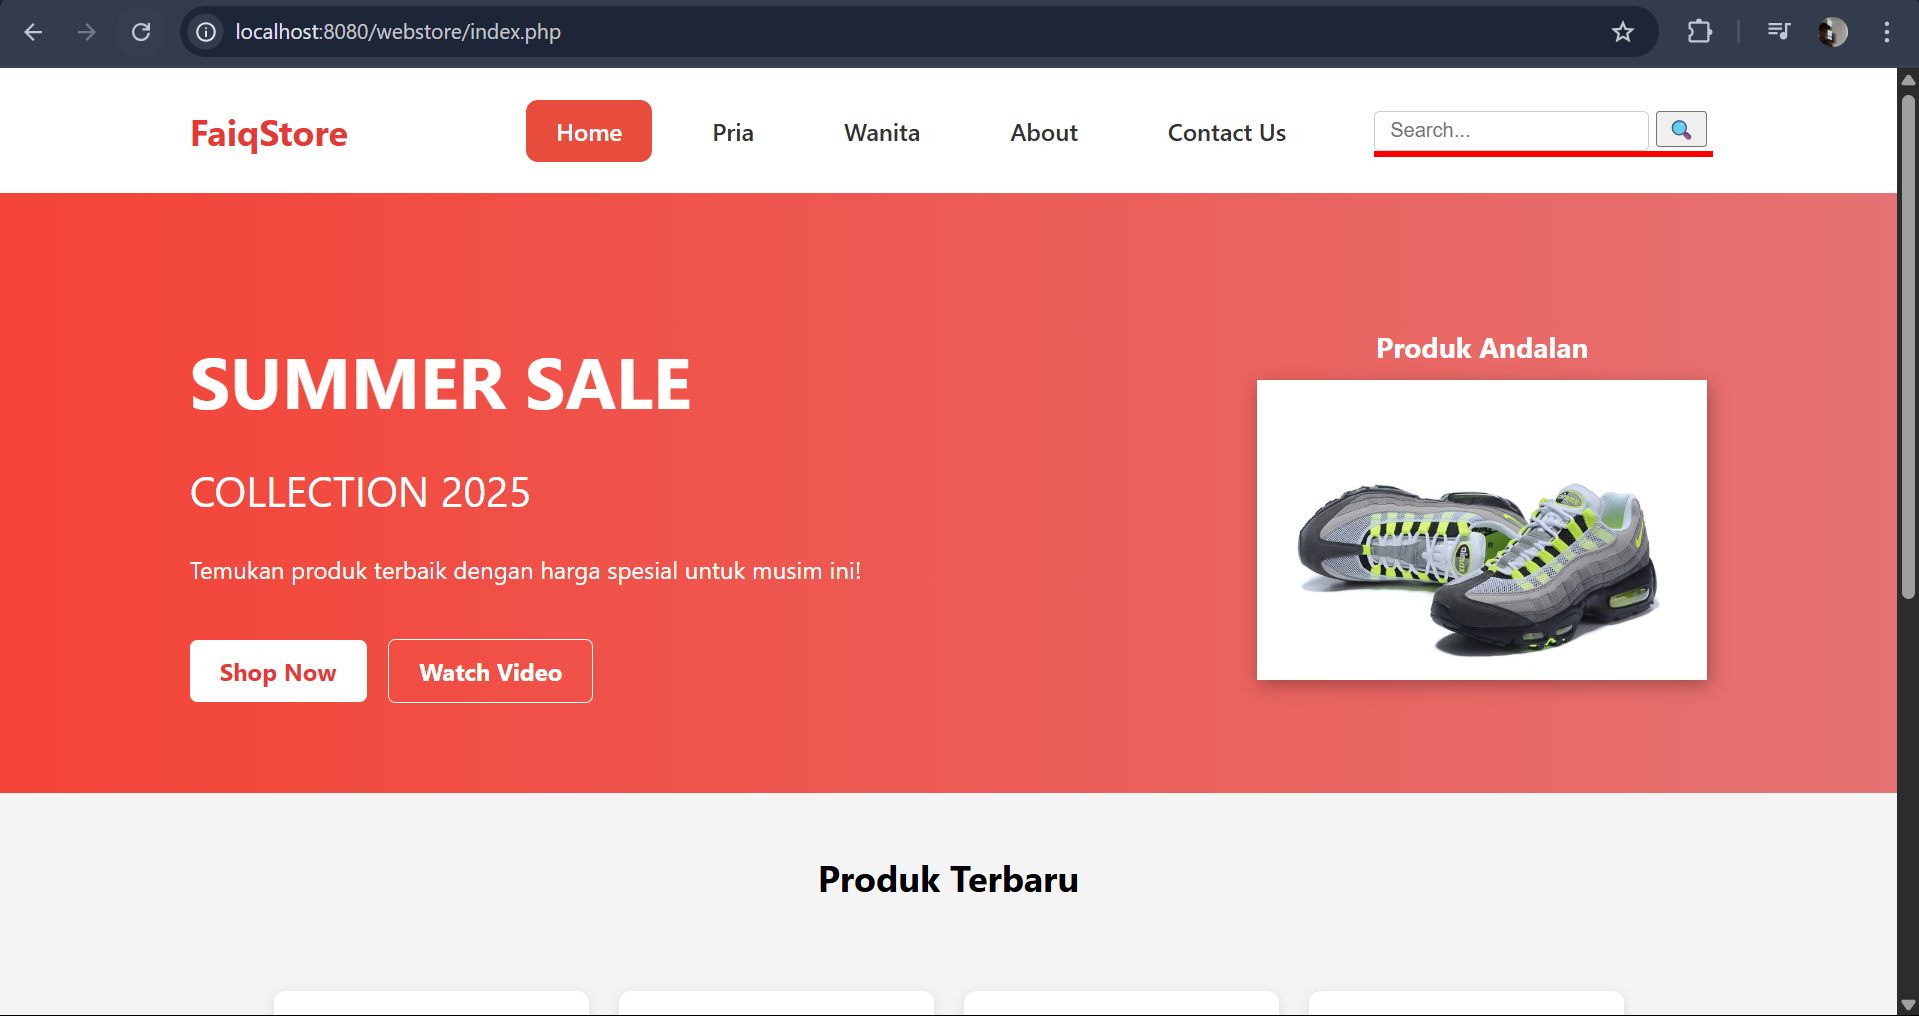 localhost:8080/webstore/index.php
FaiqStore
Home
Pria
Wanita
About
Contact Us
Search...
SUMMER SALE
COLLECTION 2025
Temukan produk terbaik dengan harga spesial untuk musim ini!
Shop Now
Watch Video
Produk Andalan
Produk Terbaru